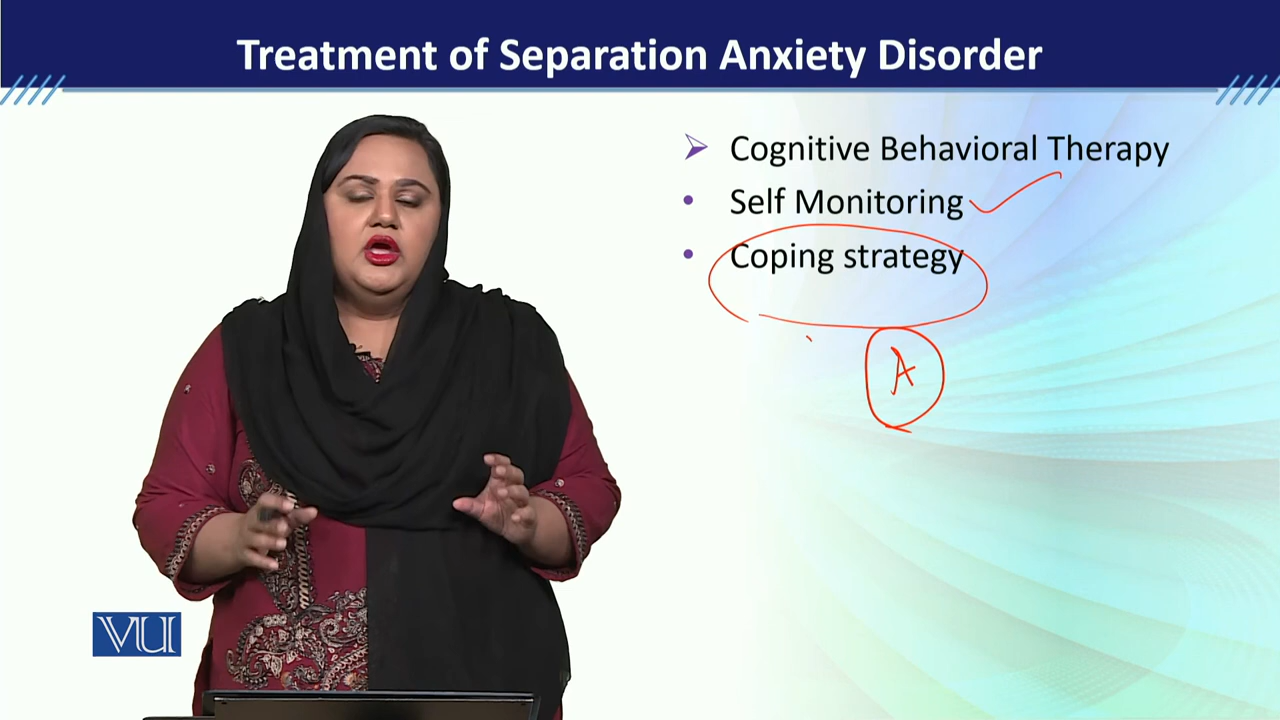 Treatment of Separation Anxiety Disorder
Cognitive Behavioral Therapy
Self Monitoring
Coping strategy
A
VU